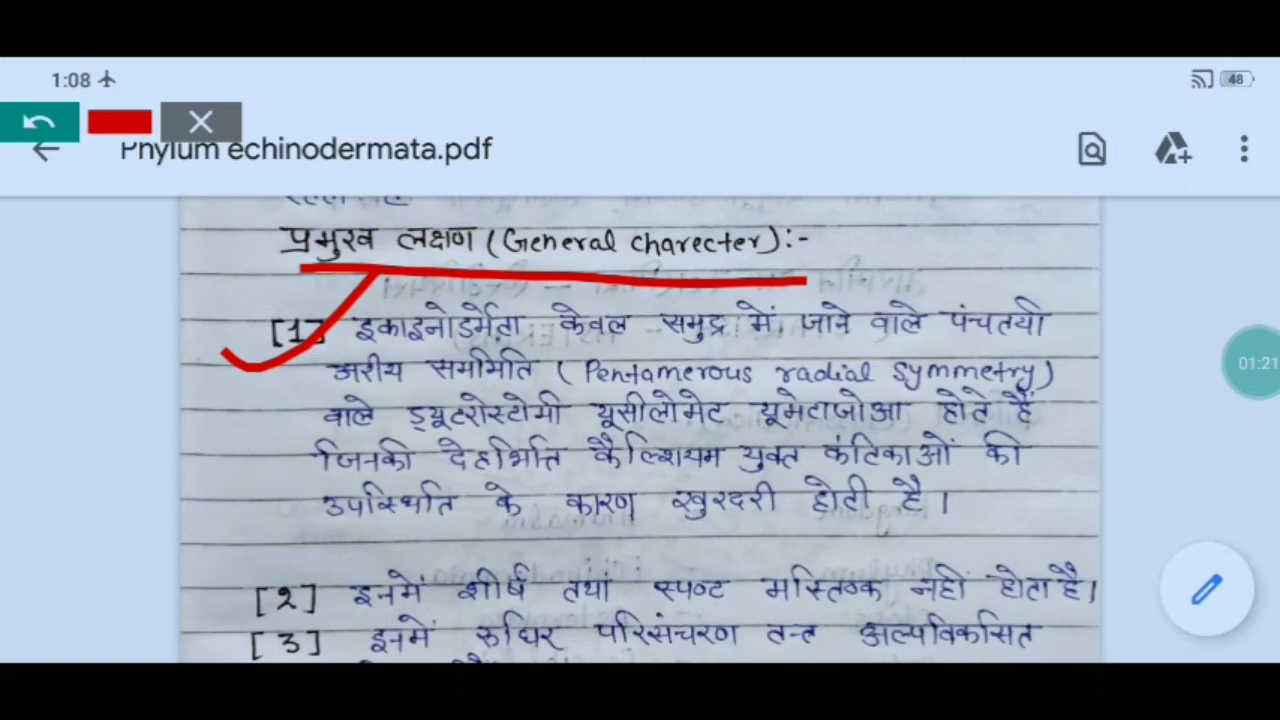 1:08
48
Phylum echinodermata.pdf
प्रमुख लक्षण (General charecter):-
[1] इकाइनोडर्मेटा केवल समुद्र में जाने वाले पंचतयी
अरीय सममिति (Pentamerous radial symmetry)
वाले ड्यूटरोस्टोमी यूसीलोमेट यूमेटाजोआ होते हैं
जिनकी देहभित्ति कैल्शियम युक्त कंटिकाओं की
उपस्थिति के कारण खुरदरी होती है।
01:21
[2] इनमें शीर्ष तथा स्पष्ट मस्तिष्क नहीं होता है।
[3] इनमें रुधिर परिसंचरण तन्त अल्पविकसित